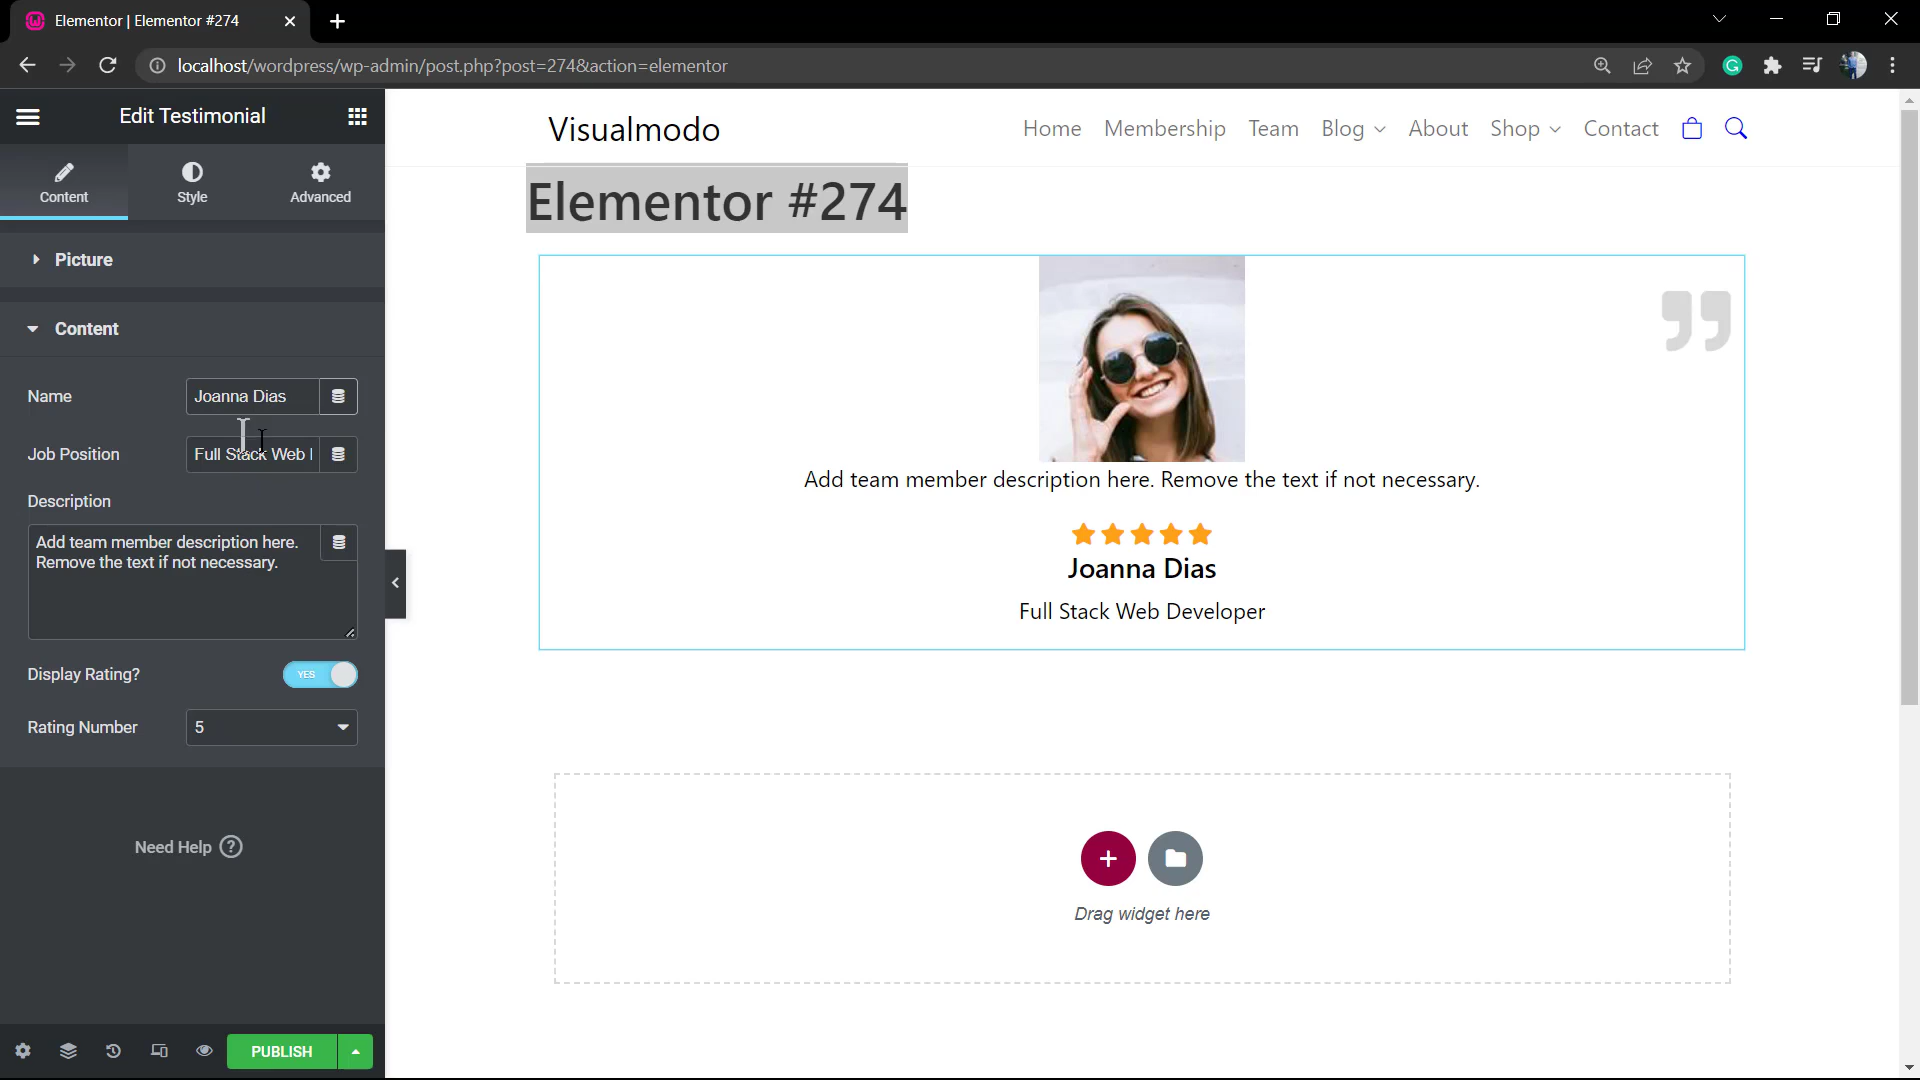 Elementor | Elementor #274
localhost/wordpress/wp-admin/post.php?post=274&action=elementor
Edit Testimonial
Content
Style
Advanced
Picture
Content
Name
Joanna Dias
Job Position
Full Stack Web
Description
Add team member description here.
Remove the text if not necessary.
Display Rating?
YES
Rating Number
5
Need Help ?
PUBLISH
Visualmodo
Home
Membership
Team
Blog
About
Shop
Contact
Elementor #274
Add team member description here. Remove the text if not necessary.
Joanna Dias
Full Stack Web Developer
Drag widget here